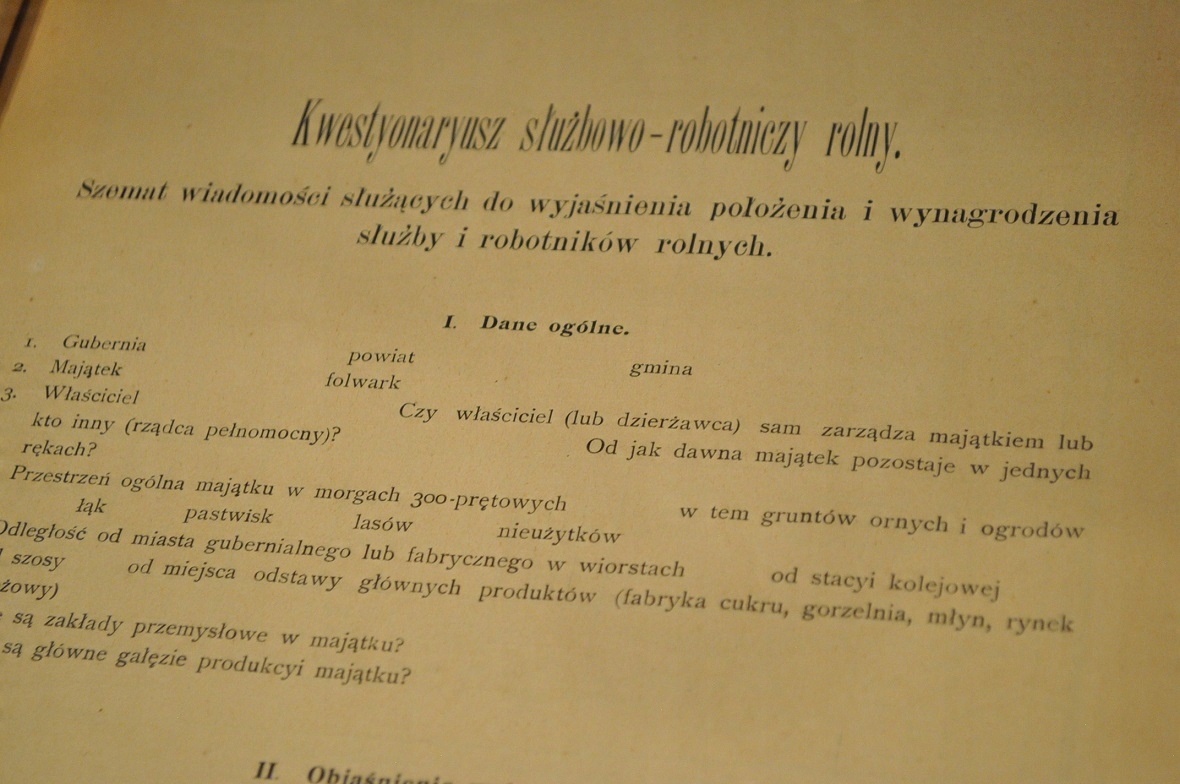 Kwestyonaryusz służbowo-robotniczy rolny.
Szemat wiadomości służących do wyjaśnienia położenia i wynagrodzenia
służby i robotników rolnych.
I. Dane ogólne.
1. Gubernia powiat gmina
2. Majątek folwark
3. Właściciel Czy właściciel (lub dzierżawca) sam zarządza majątkiem lub
kto inny (rządca pełnomocny)? Od jak dawna majątek pozostaje w jednych
rękach?
Przestrzeń ogólna majątku w morgach 300-prętowych w tem gruntów ornych i ogrodów
łąk pastwisk lasów nieużytków
Odległość od miasta gubernialnego lub fabrycznego w wiorstach od stacyi kolejowej
szosy od miejsca odstawy głównych produktów (fabryka cukru, gorzelnia, młyn, rynek
żowy)
są zakłady przemysłowe w majątku?
są główne gałęzie produkcyi majątku?
II. Objaśnienia